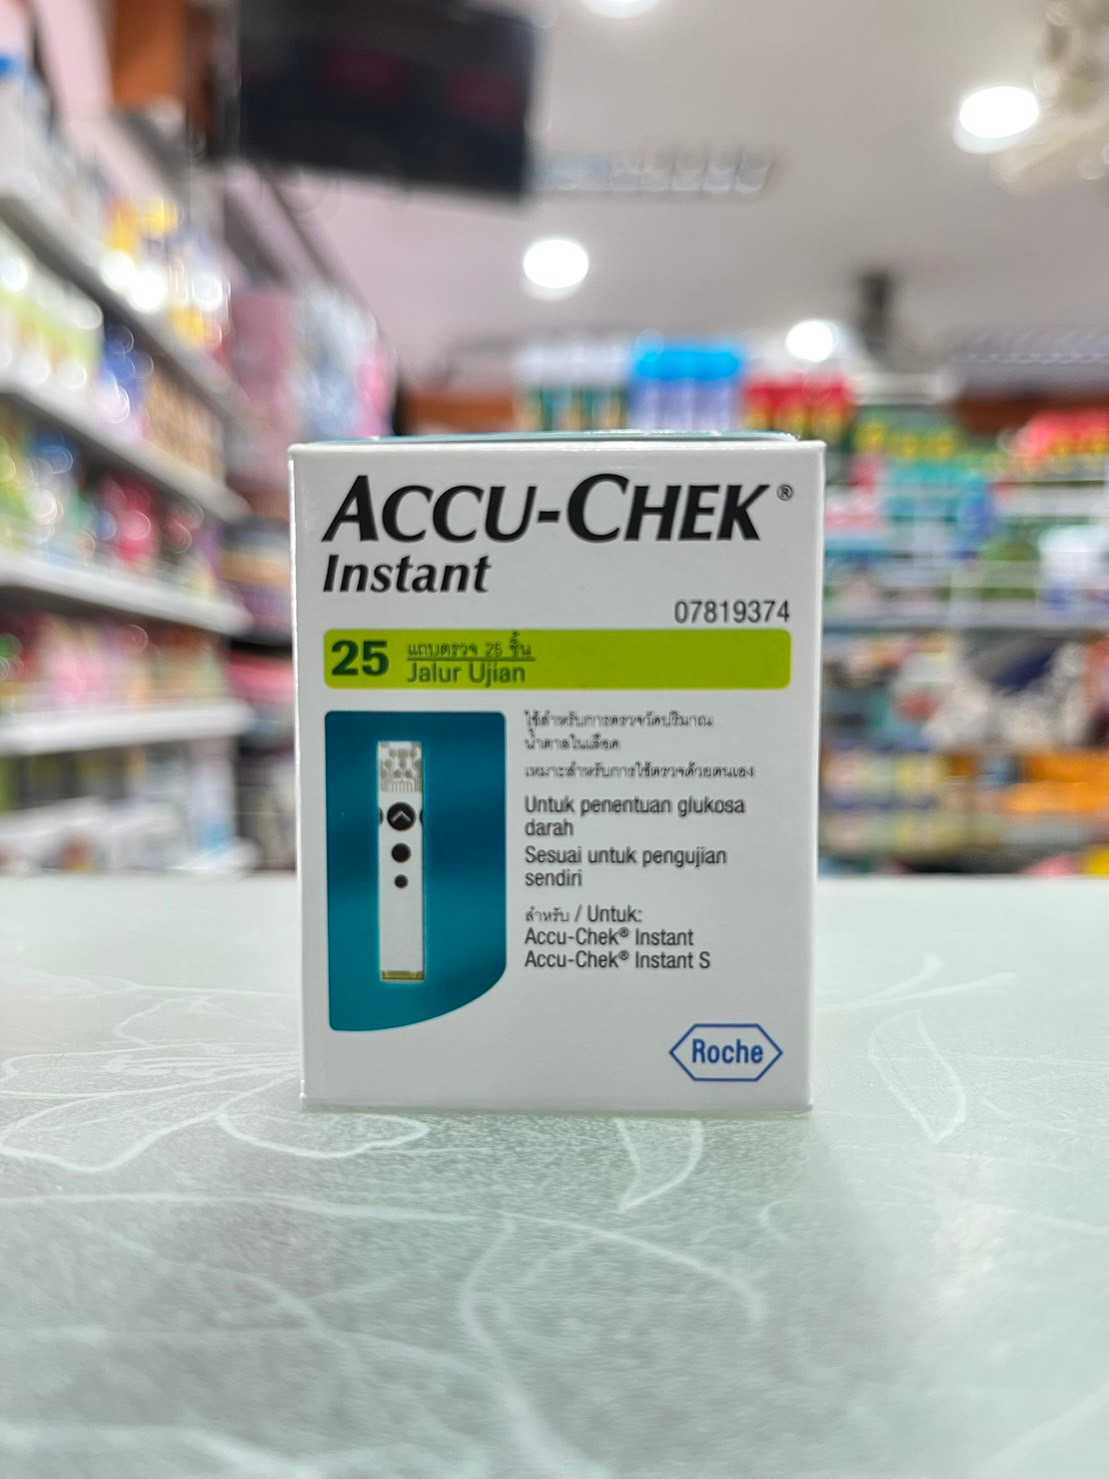 ACCU-CHEK®
Instant
07819374
25 แถบตรวจ 25 ชิ้น
Jalur Ujian
ใช้สำหรับการตรวจวัดปริมาณ
น้ำตาลในเลือด
เหมาะสำหรับการใช้ตรวจด้วยตนเอง
Untuk penentuan glukosa
darah
Sesuai untuk pengujian
sendiri
สำหรับ / Untuk:
Accu-Chek® Instant
Accu-Chek® Instant S
Roche